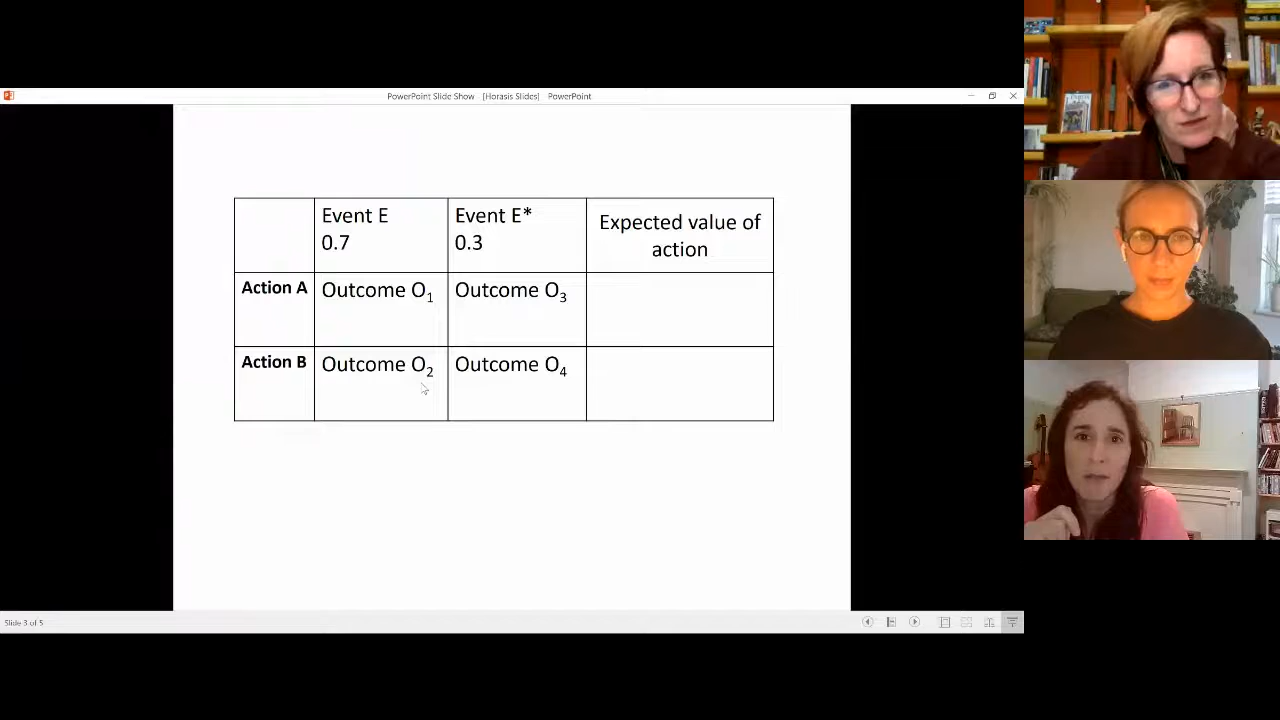 PowerPoint Slide Show - [Horasis Slides] - PowerPoint
Event E
0.7
Event E*
0.3
Expected value of
action
Action A
Outcome O₁
Outcome O₃
Action B
Outcome O₂
Outcome O₄
Slide 3 of 5